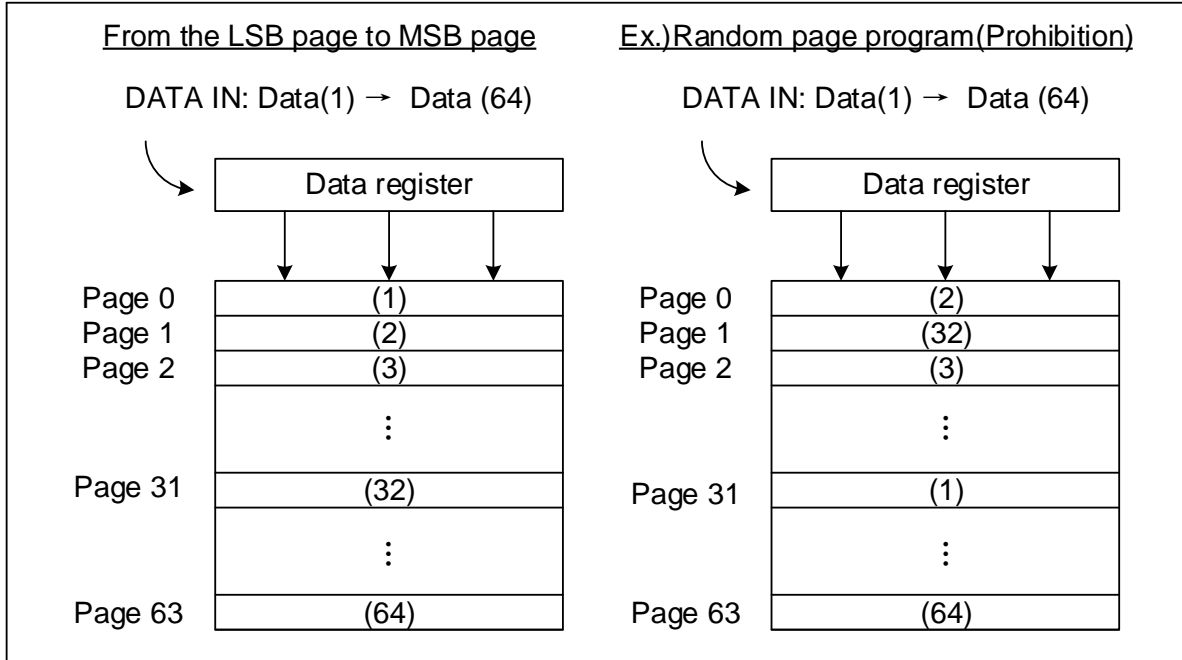 From the LSB page to MSB page
DATA IN: Data(1) → Data (64)
Data register
Page 0 (1)
Page 1 (2)
Page 2 (3)
⋮
Page 31 (32)
⋮
Page 63 (64)
Ex.)Random page program(Prohibition)
DATA IN: Data(1) → Data (64)
Data register
Page 0 (2)
Page 1 (32)
Page 2 (3)
⋮
Page 31 (1)
⋮
Page 63 (64)